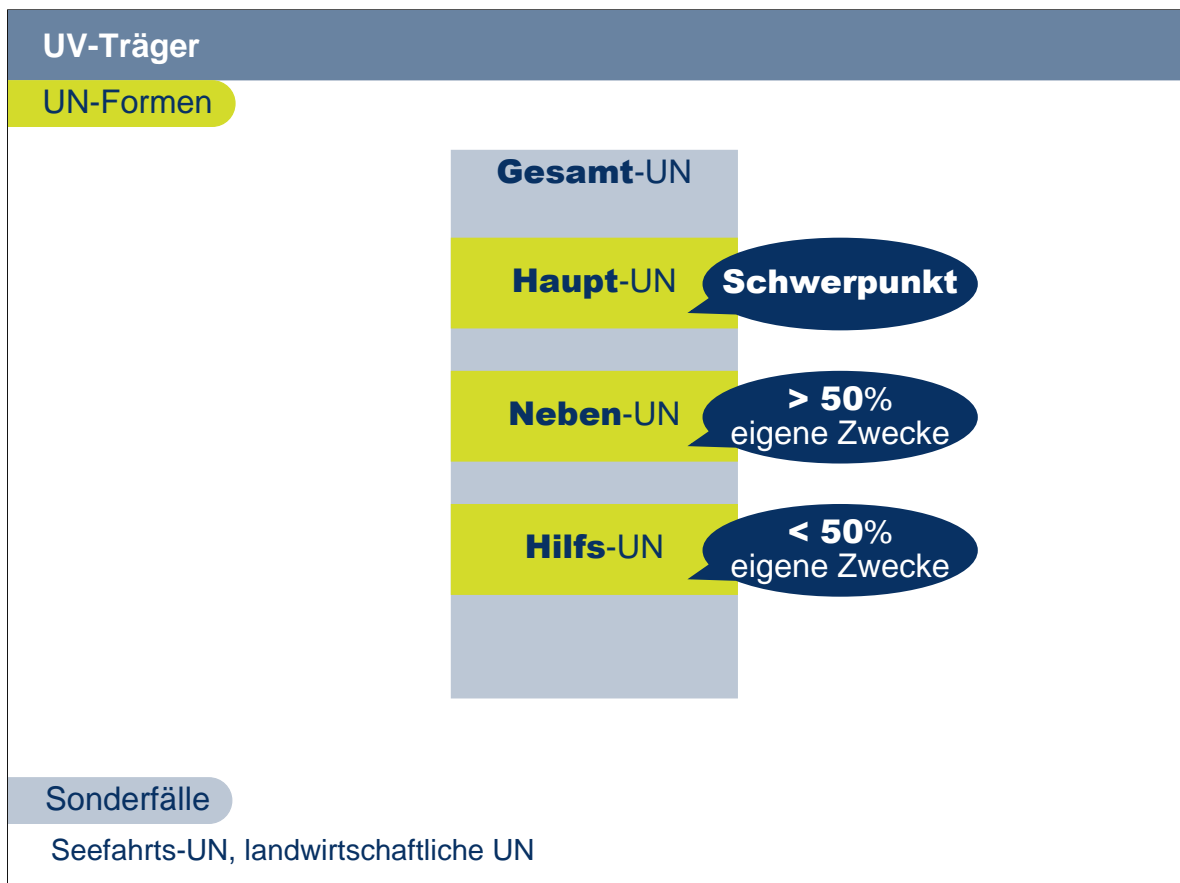 UV-Träger
UN-Formen
Gesamt-UN
Haupt-UN
Schwerpunkt
Neben-UN
> 50%
eigene Zwecke
Hilfs-UN
< 50%
eigene Zwecke
Sonderfälle
Seefahrts-UN, landwirtschaftliche UN